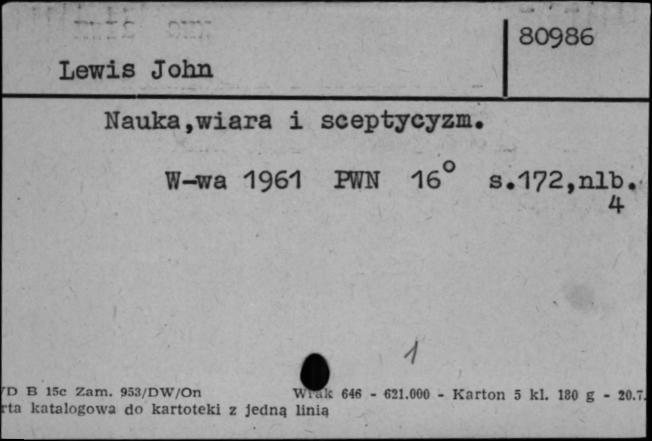 80986
Lewis John
Nauka,wiara i sceptycyzm.
W-wa 1961 PWN 16° s.172,nlb.
4
1
/D B 15c Zam. 953/DW/On Wrak 646 - 621.000 - Karton 5 kl. 180 g - 20.7.
rta katalogowa do kartoteki z jedną linią